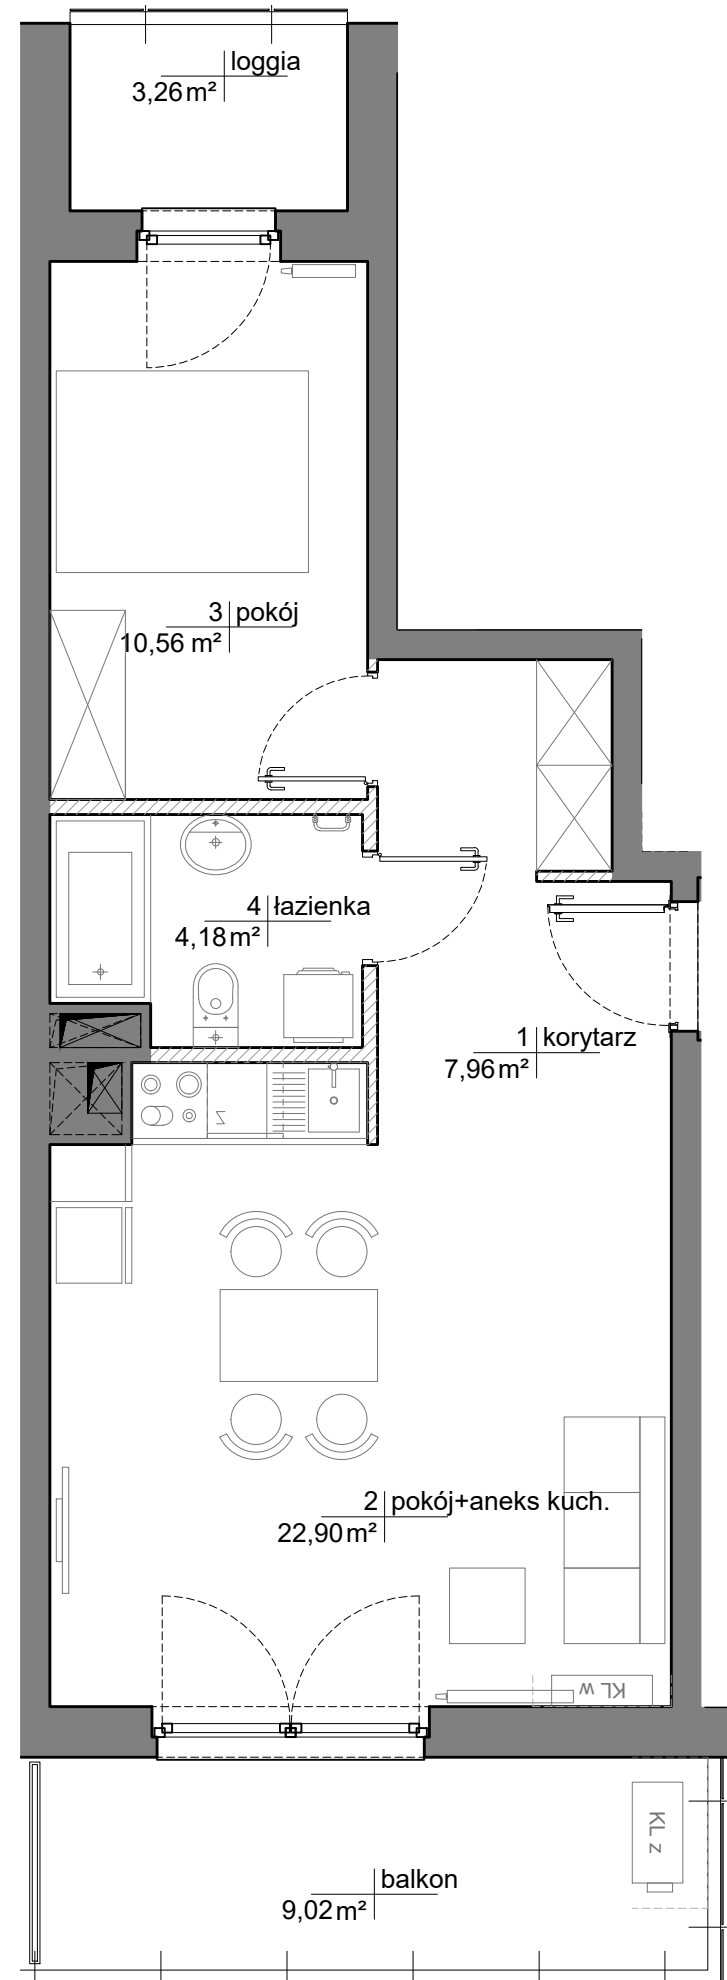 loggia
3,26 m²
3 pokój
10,56 m²
4 łazienka
4,18 m²
1 korytarz
7,96 m²
2 pokój+aneks kuch.
22,90 m²
KL w
KL z
balkon
9,02 m²